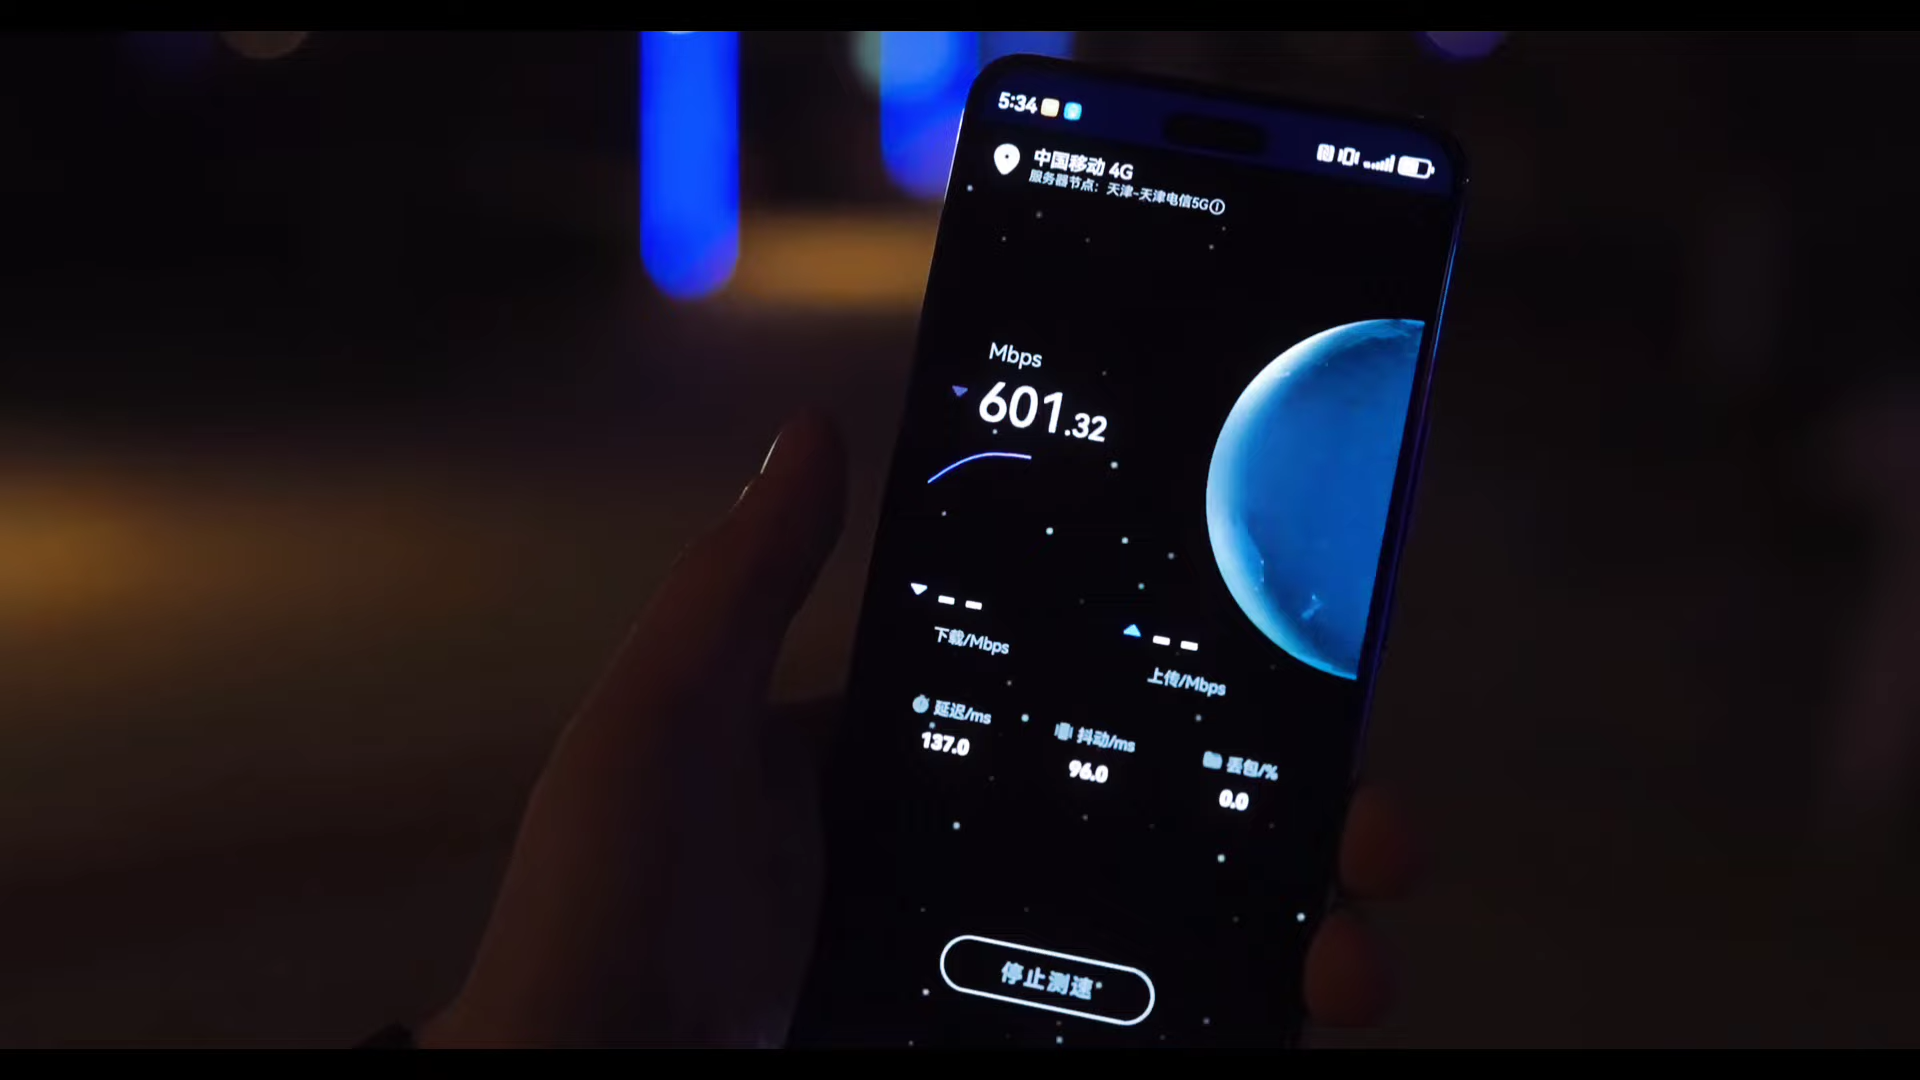 5:34
中国移动 4G
服务器节点：天津-天津电信5G
Mbps
601.32
下载/Mbps
上传/Mbps
延迟/ms
137.0
抖动/ms
96.0
丢包/%
0.0
停止测速